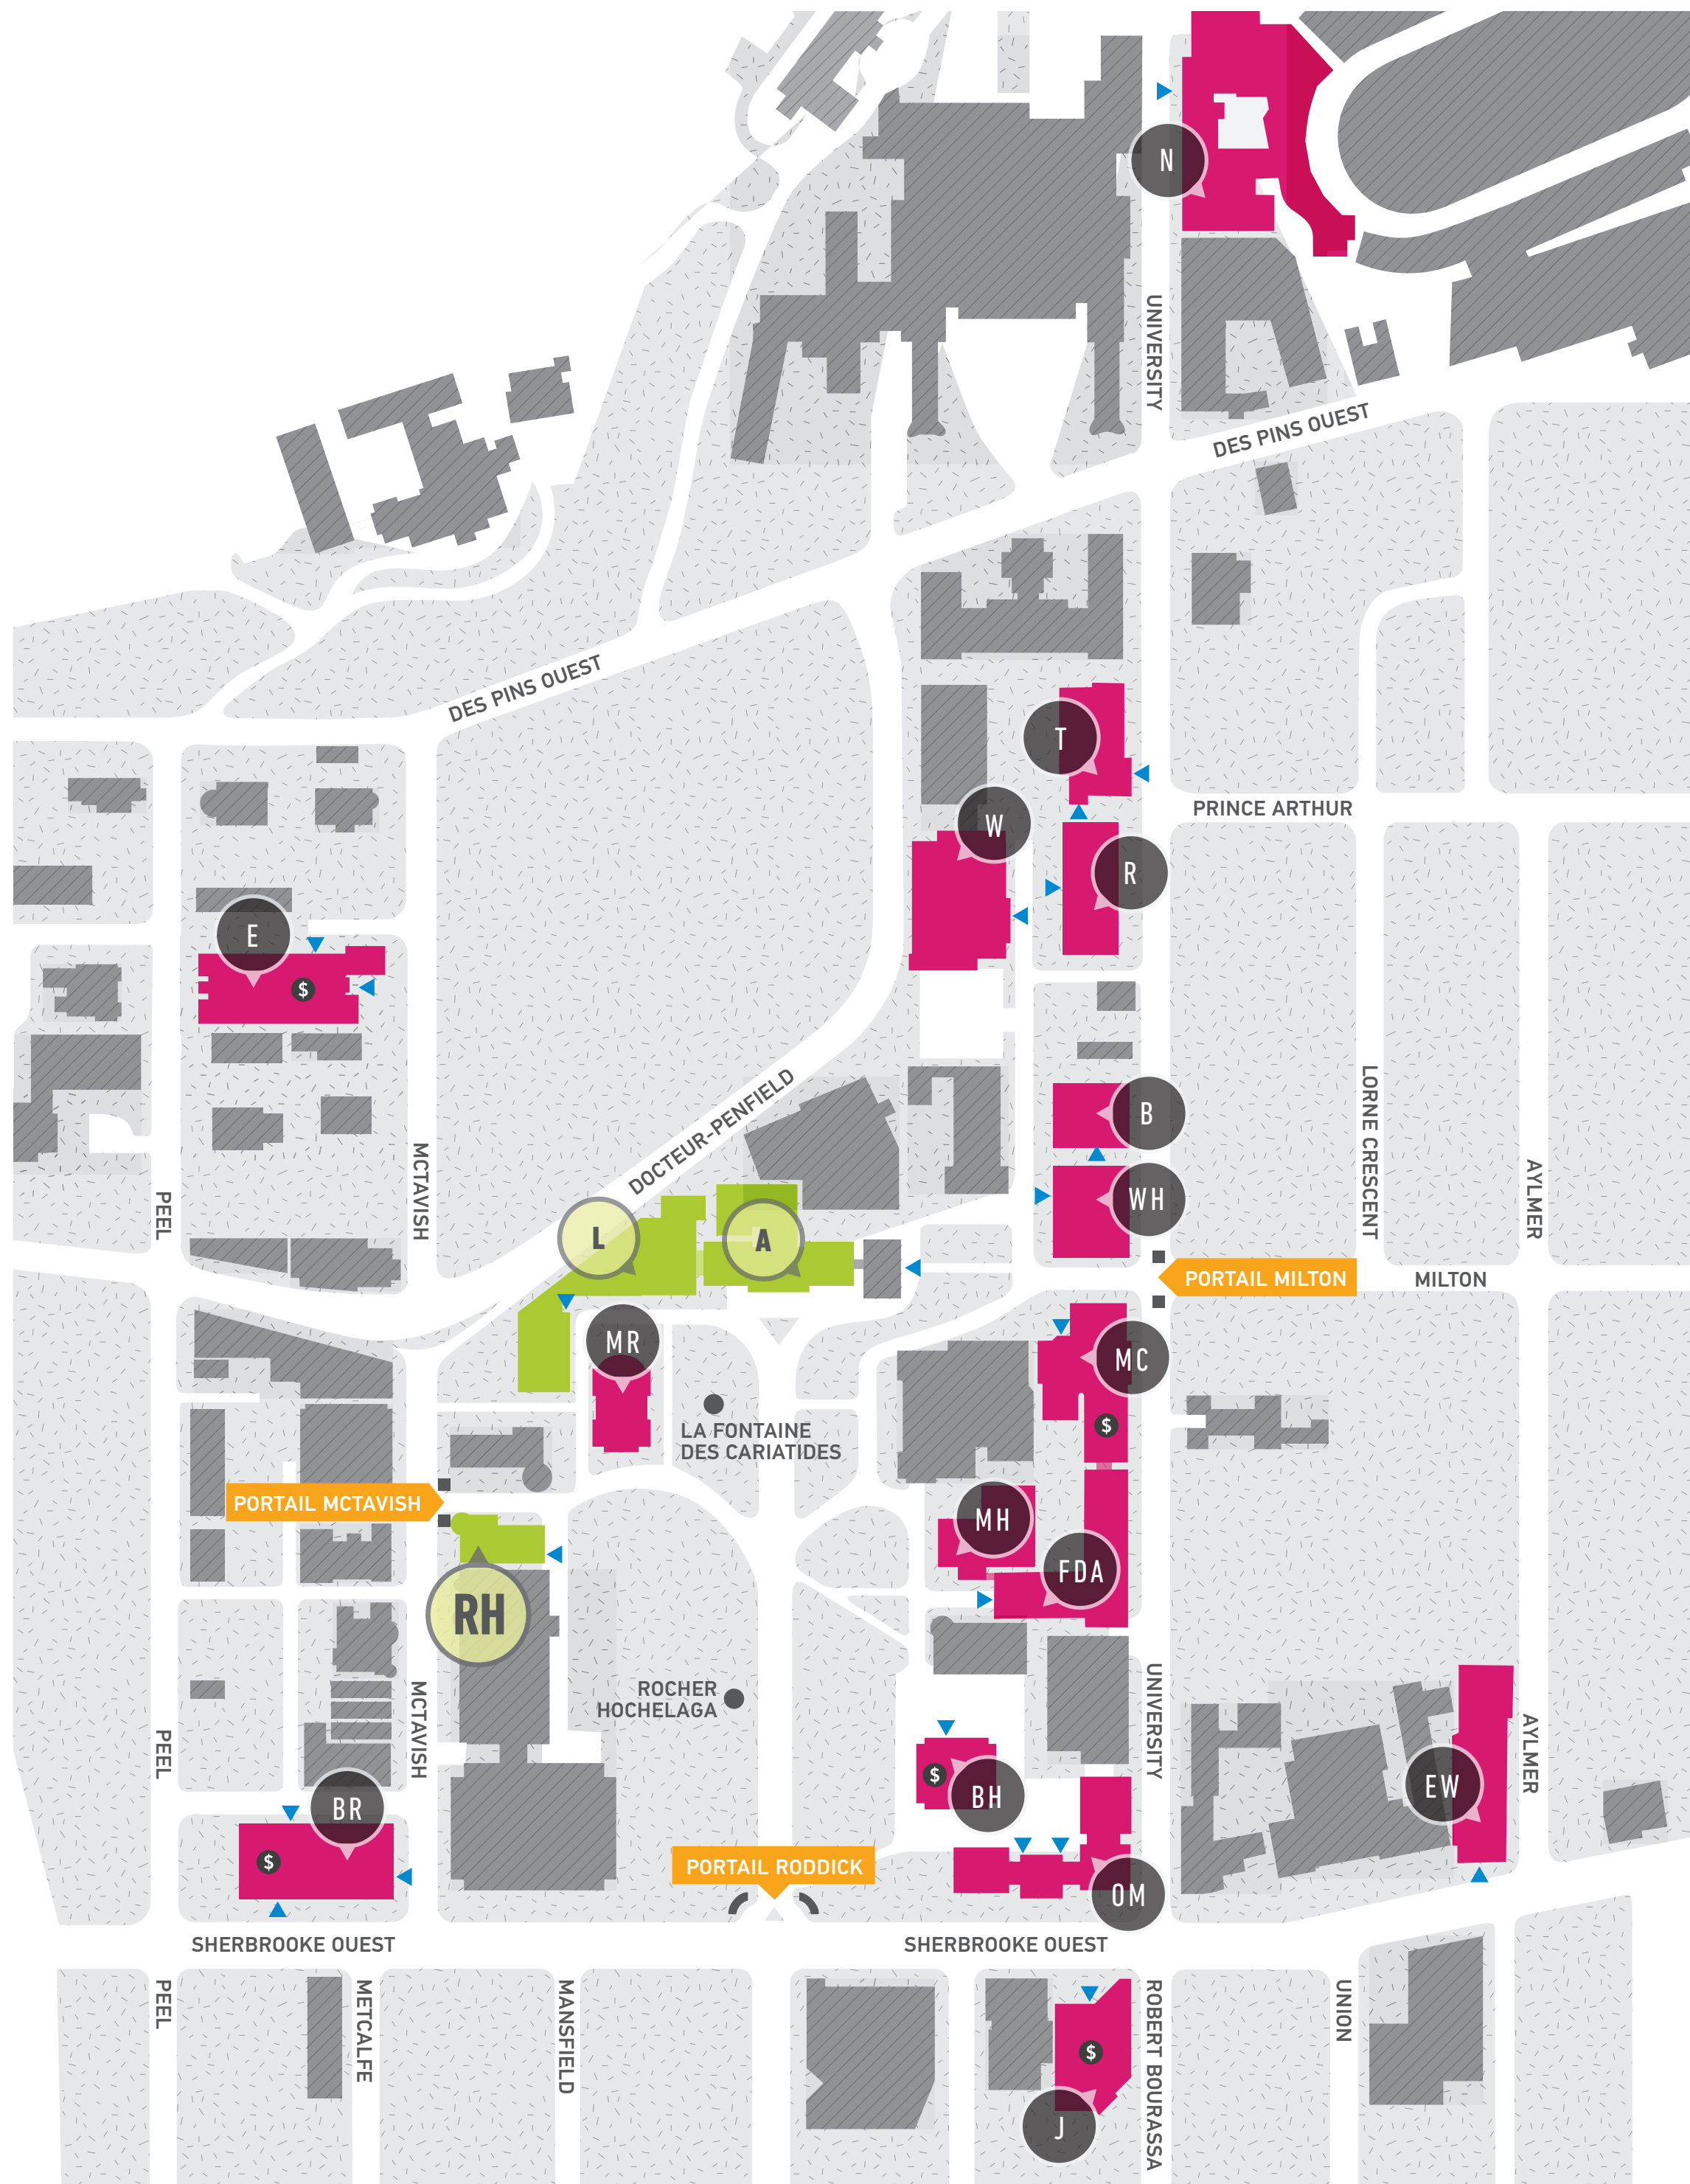 N
UNIVERSITY
DES PINS OUEST
DES PINS OUEST
T
PRINCE ARTHUR
W
R
E
$
DOCTEUR-PENFIELD
LORNE CRESCENT
B
MCTAVISH
PEEL
AYLMER
WH
L
A
PORTAIL MILTON
MILTON
MR
MC
LA FONTAINE
DES CARIATIDES
$
PORTAIL MCTAVISH
MH
FDA
RH
ROCHER
HOCHELAGA
MCTAVISH
UNIVERSITY
PEEL
AYLMER
$
BH
EW
BR
$
PORTAIL RODDICK
OM
SHERBROOKE OUEST
SHERBROOKE OUEST
PEEL
METCALFE
MANSFIELD
ROBERT BOURASSA
UNION
$
J